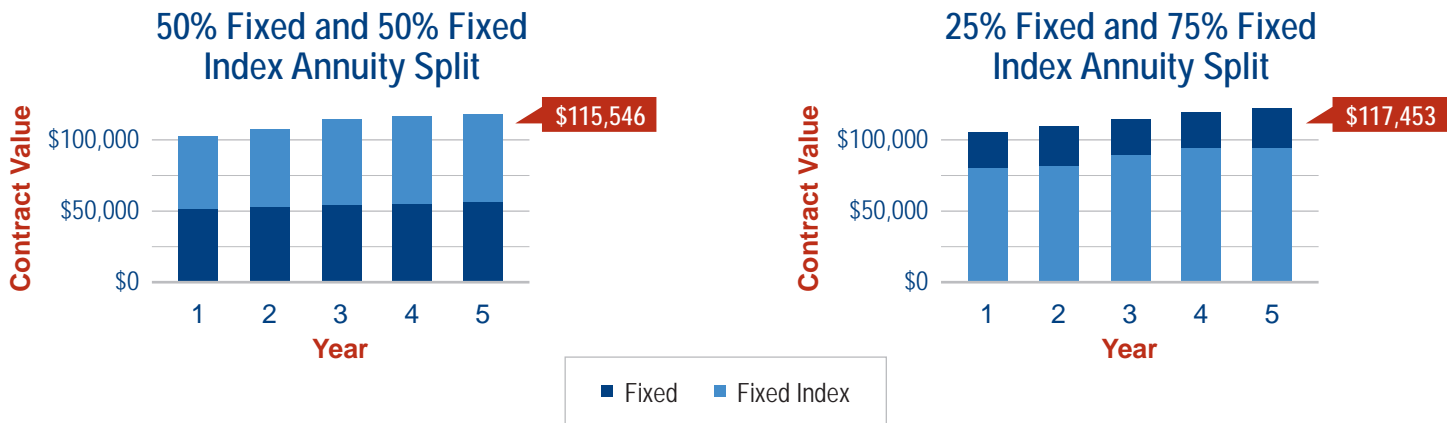 50% Fixed and 50% Fixed
Index Annuity Split
Contract Value
$100,000
$50,000
$0
$115,546
1 2 3 4 5
Year
25% Fixed and 75% Fixed
Index Annuity Split
Contract Value
$100,000
$50,000
$0
$117,453
1 2 3 4 5
Year
Fixed Fixed Index